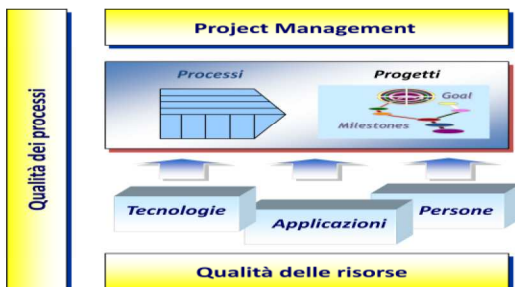 Project Management
Qualità dei processi
Processi
Progetti
Goal
Milestones
Tecnologie
Applicazioni
Persone
Qualità delle risorse